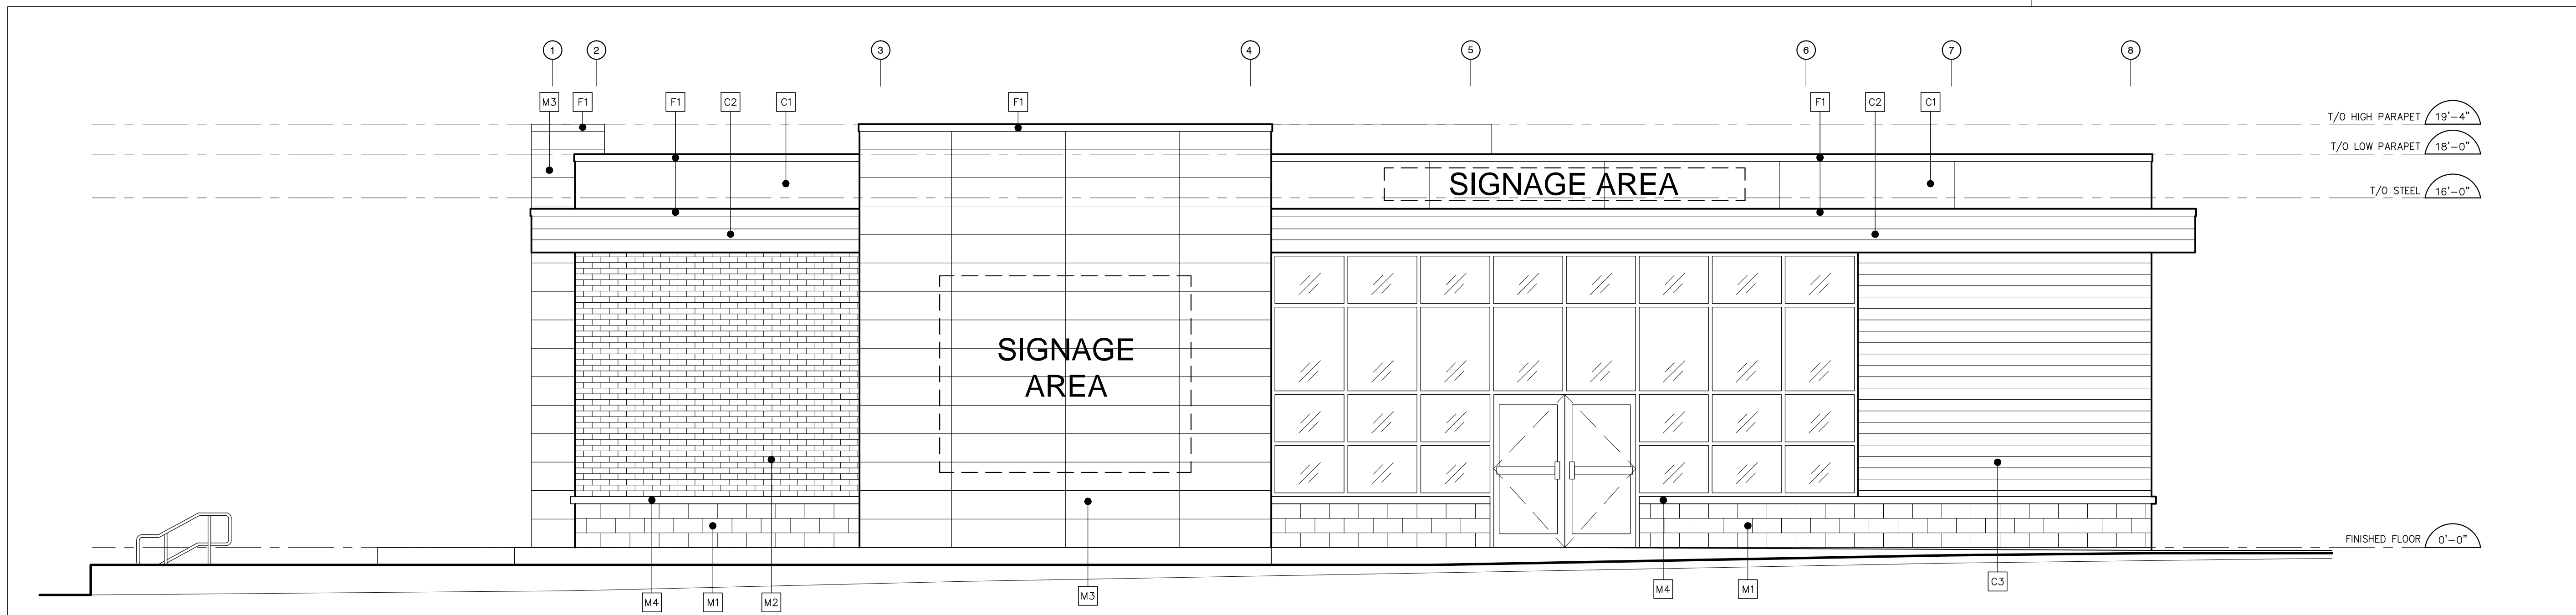 1 2 3 4 5 6 7 8
M3 F1 F1 C2 C1 F1 F1 C2 C1
T/O HIGH PARAPET 19'-4"
T/O LOW PARAPET 18'-0"
T/O STEEL 16'-0"
SIGNAGE AREA
SIGNAGE
AREA
FINISHED FLOOR 0'-0"
M4 M1 M2 M3 M4 M1 C3